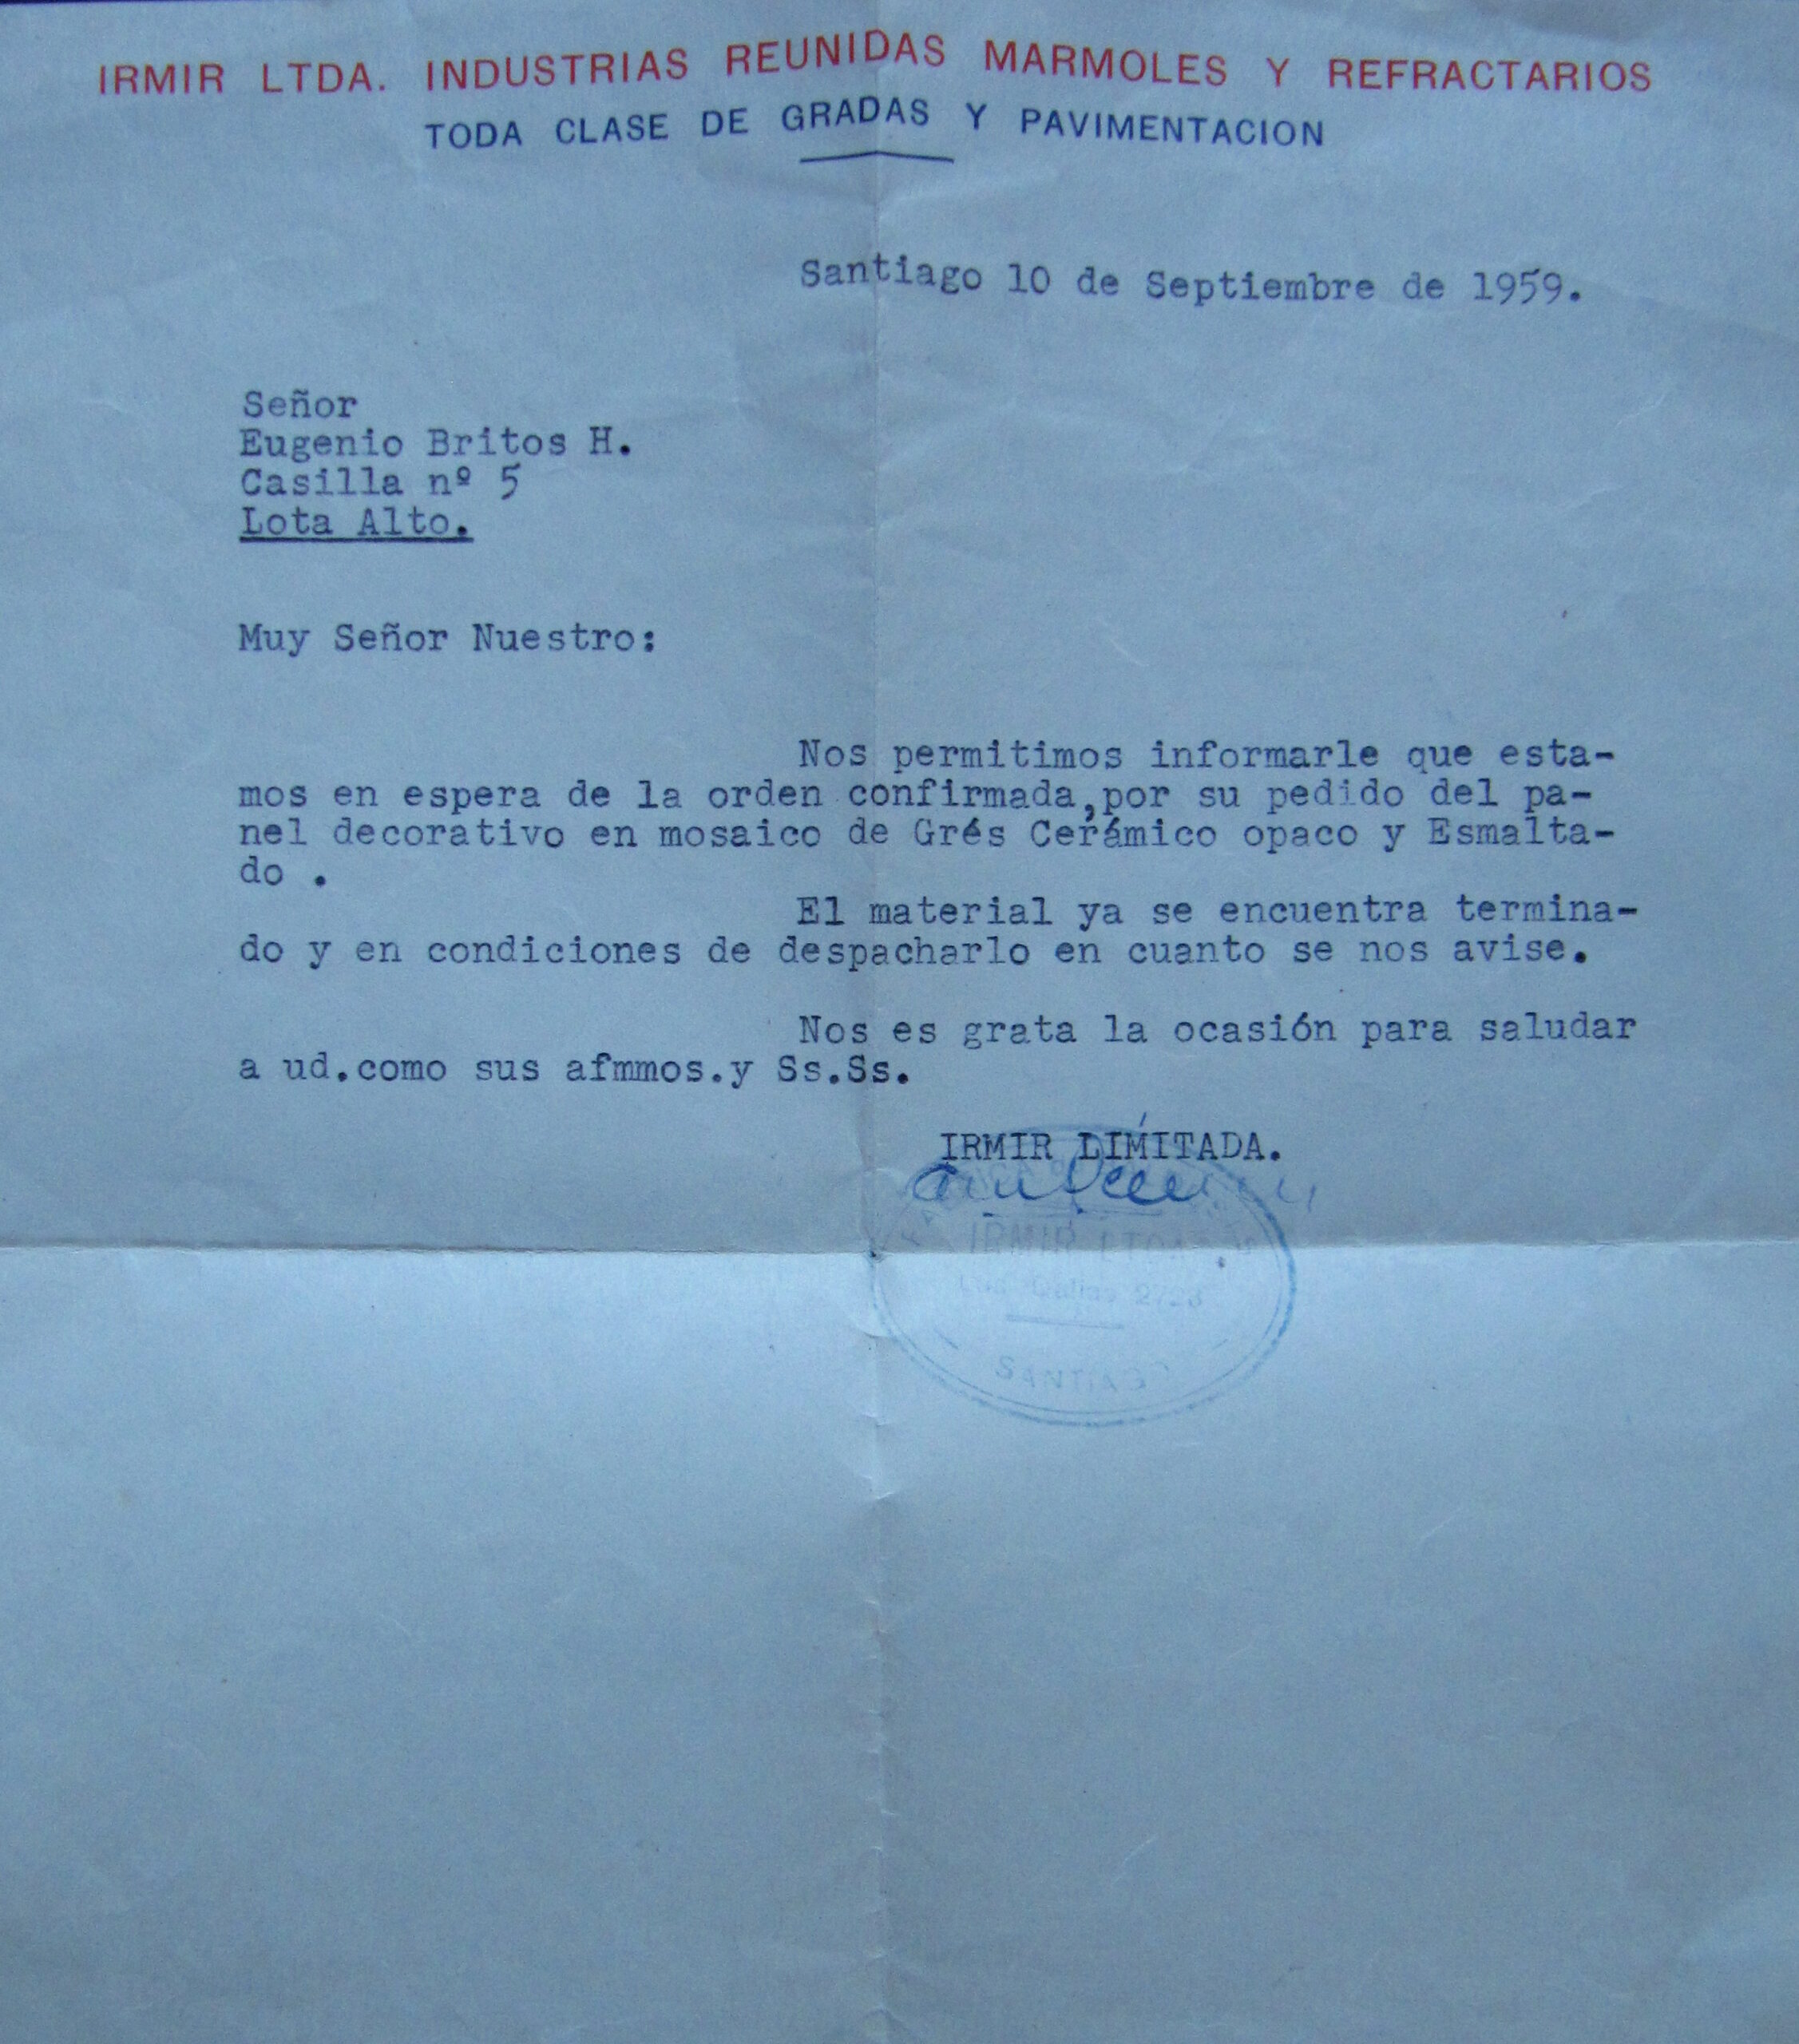 IRMIR LTDA. INDUSTRIAS REUNIDAS MARMOLES Y REFRACTARIOS
TODA CLASE DE GRADAS Y PAVIMENTACION
Santiago 10 de Septiembre de 1959.
Señor
Eugenio Britos H.
Casilla nº 5
Lota Alto.
Muy Señor Nuestro:
Nos permitimos informarle que esta-
mos en espera de la orden confirmada,por su pedido del pa-
nel decorativo en mosaico de Grés Cerámico opaco y Esmalta-
do .
El material ya se encuentra termina-
do y en condiciones de despacharlo en cuanto se nos avise.
Nos es grata la ocasión para saludar
a ud.como sus afmmos.y Ss.Ss.
IRMIR LIMITADA.
IRMIR LTDA.
SANTIAGO